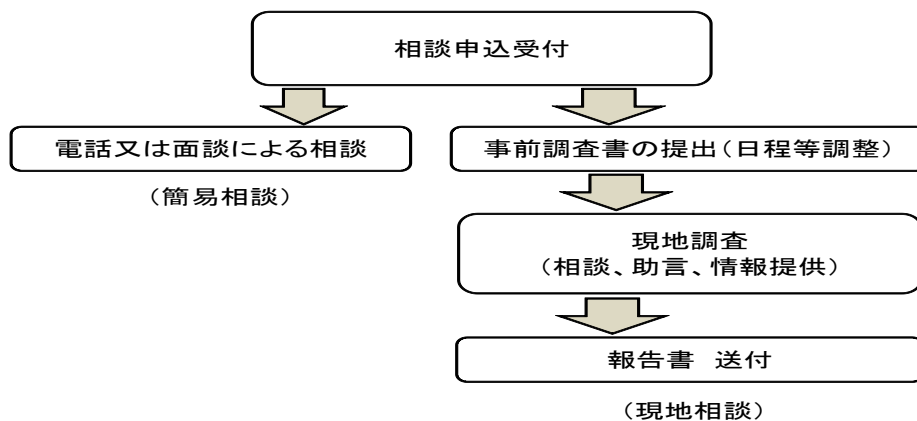 相談申込受付
電話又は面談による相談
(簡易相談)
事前調査書の提出(日程等調整)
現地調査
(相談、助言、情報提供)
報告書 送付
(現地相談)